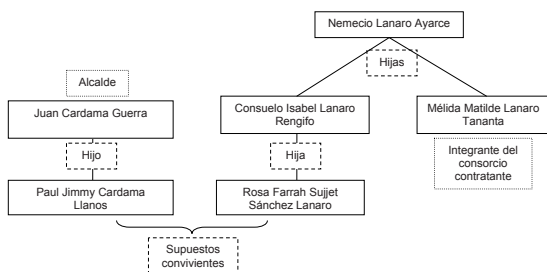 Nemecio Lanaro Ayarce
Hijas
Alcalde
Juan Cardama Guerra
Consuelo Isabel Lanaro
Rengifo
Mélida Matilde Lanaro
Tananta
Hijo
Hija
Integrante del
consorcio
contratante
Paul Jimmy Cardama
Llanos
Rosa Farrah Sujjet
Sánchez Lanaro
Supuestos
convivientes